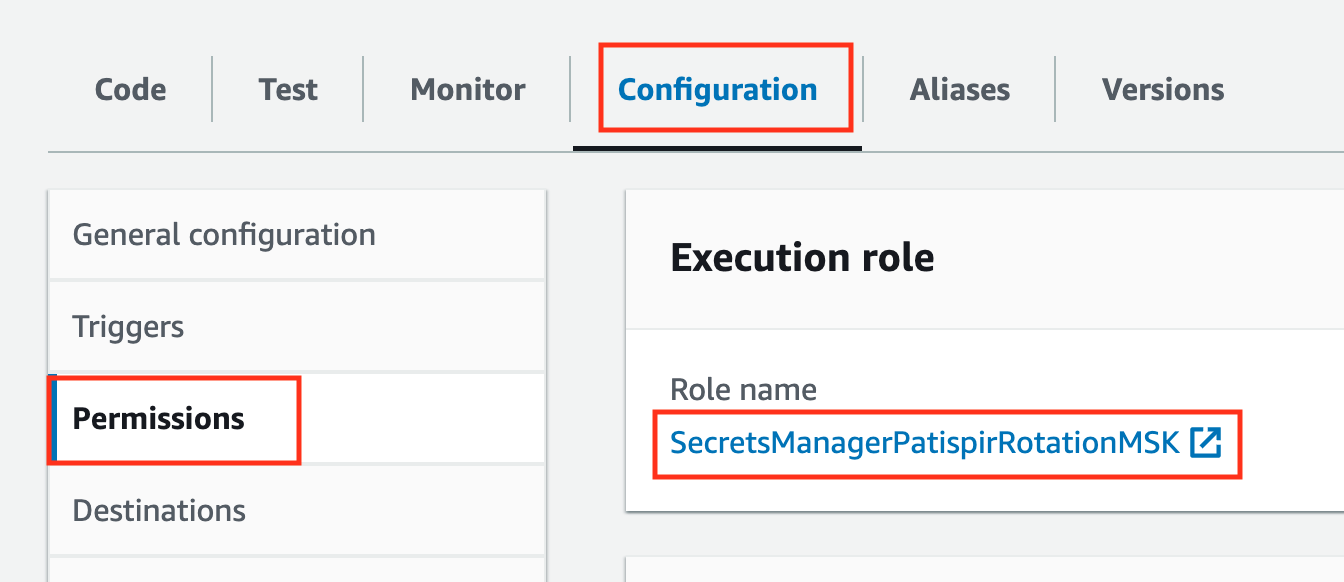 Code Test Monitor Configuration Aliases Versions
General configuration
Triggers
Permissions
Destinations
Execution role
Role name
SecretsManagerPatispirRotationMSK